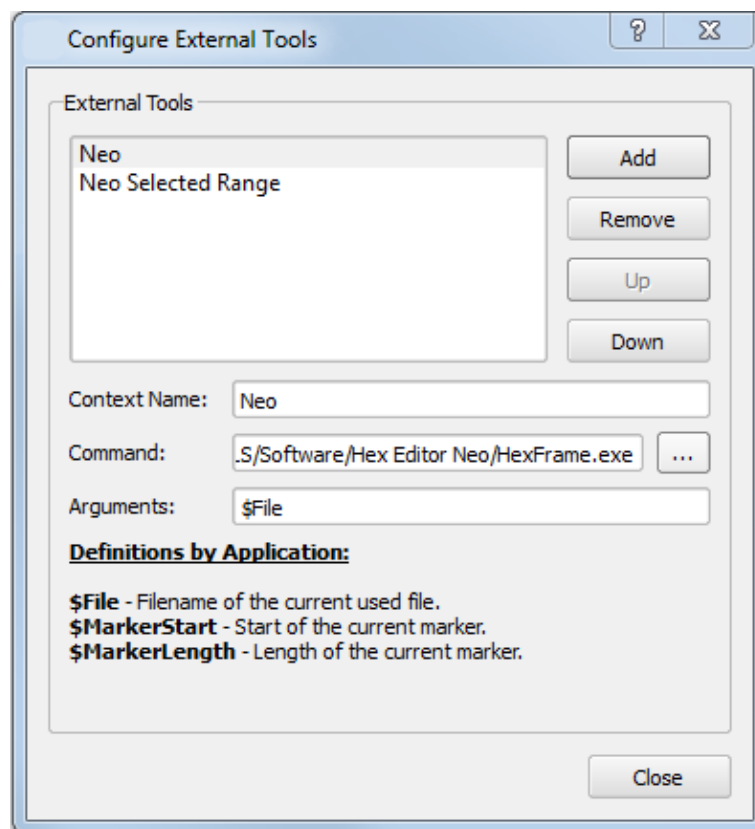 Configure External Tools
External Tools
Neo
Neo Selected Range
Add
Remove
Up
Down
Context Name: Neo
Command: .S/Software/Hex Editor Neo/HexFrame.exe ...
Arguments: $File
Definitions by Application:
$File - Filename of the current used file.
$MarkerStart - Start of the current marker.
$MarkerLength - Length of the current marker.
Close